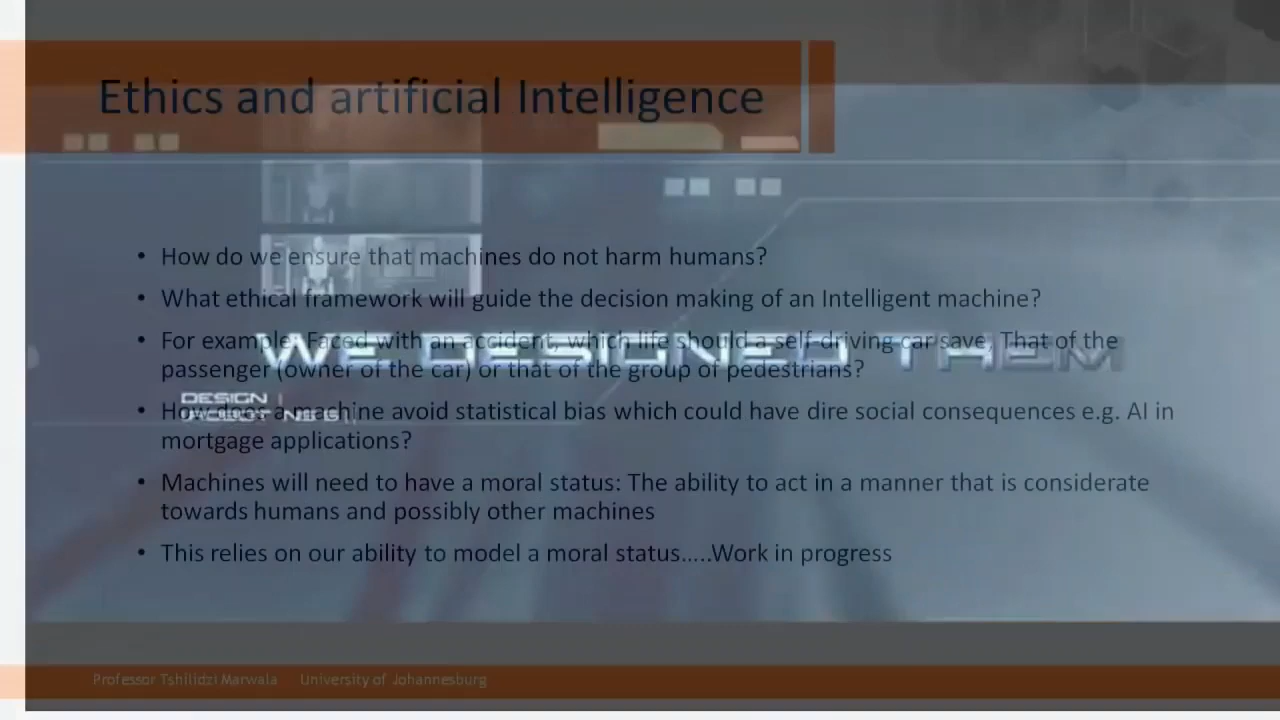 Ethics and artificial Intelligence
• How do we ensure that machines do not harm humans?
• What ethical framework will guide the decision making of an Intelligent machine?
• For example: Faced with an accident, which life should a self-driving car save, That of the
passenger (owner of the car) or that of the group of pedestrians?
WE DESIGNED THEM
DESIGN
• How can a machine avoid statistical bias which could have dire social consequences e.g. AI in
mortgage applications?
• Machines will need to have a moral status: The ability to act in a manner that is considerate
towards humans and possibly other machines
• This relies on our ability to model a moral status.....Work in progress
Professor Tshilidzi Marwala University of Johannesburg